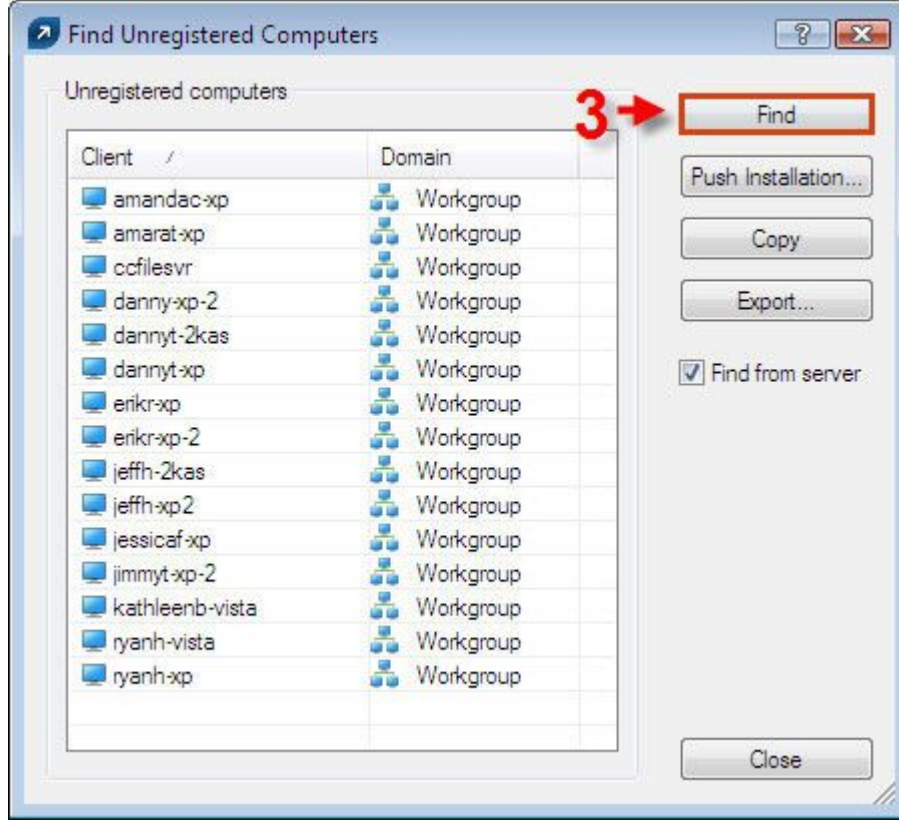 Find Unregistered Computers
Unregistered computers
3
Find
Client Domain
Push Installation...
amandac-xp Workgroup
amarat-xp Workgroup
Copy
ccfilesvr Workgroup
danny-xp-2 Workgroup
Export...
dannyt-2kas Workgroup
dannyt-xp Workgroup
Find from server
erikr-xp Workgroup
erikr-xp-2 Workgroup
jeffh-2kas Workgroup
jeffh-xp2 Workgroup
jessicaf-xp Workgroup
jimmyt-xp-2 Workgroup
kathleenb-vista Workgroup
ryanh-vista Workgroup
ryanh-xp Workgroup
Close